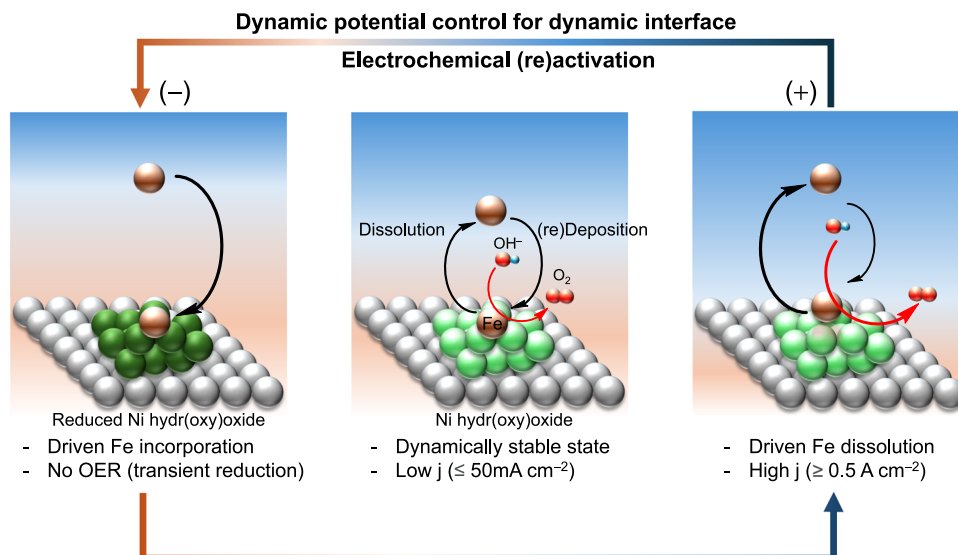 Dynamic potential control for dynamic interface
Electrochemical (re)activation
(–)
(+)
Dissolution
(re)Deposition
OH–
O2
Fe
Reduced Ni hydr(oxy)oxide
- Driven Fe incorporation
- No OER (transient reduction)
Ni hydr(oxy)oxide
- Dynamically stable state
- Low j (≤ 50mA cm–2)
- Driven Fe dissolution
- High j (≥ 0.5 A cm–2)